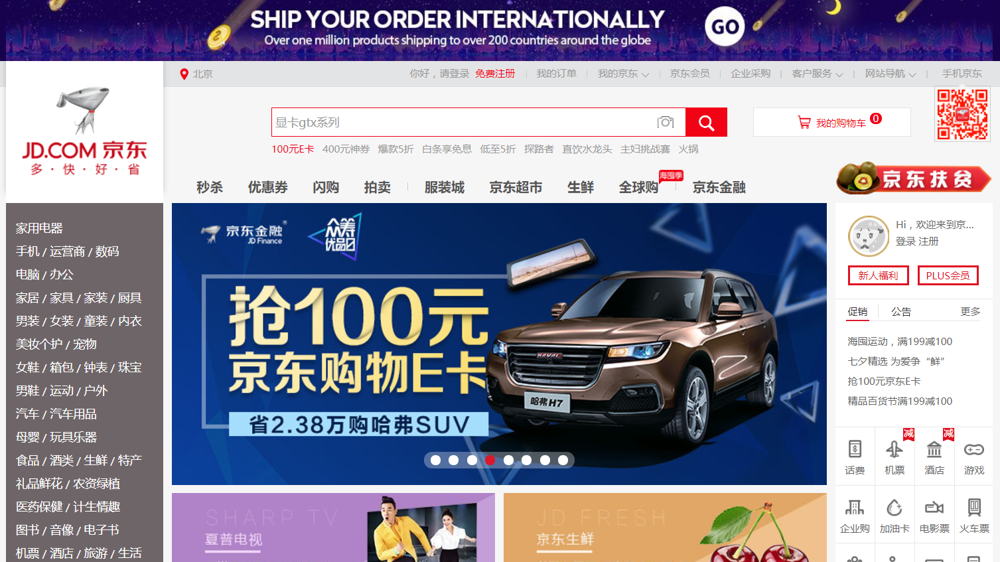 SHIP YOUR ORDER INTERNATIONALLY
GO
Over one million products shipping to over 200 countries around the globe
北京
你好，请登录 免费注册
我的订单
我的京东
京东会员
企业采购
客户服务
网站导航
手机京东
JD.COM 京东
多·快·好·省
显卡gtx系列
我的购物车 0
100元E卡 400元神券 爆款5折 白条享免息 低至5折 探路者 直饮水龙头 主妇挑战赛 火锅
秒杀 优惠券 闪购 拍卖 服装城 京东超市 生鲜 全球购 京东金融
海囤季
京东扶贫
家用电器
手机 / 运营商 / 数码
电脑 / 办公
家居 / 家具 / 家装 / 厨具
男装 / 女装 / 童装 / 内衣
美妆个护 / 宠物
女鞋 / 箱包 / 钟表 / 珠宝
男鞋 / 运动 / 户外
汽车 / 汽车用品
母婴 / 玩具乐器
食品 / 酒类 / 生鲜 / 特产
礼品鲜花 / 农资绿植
医药保健 / 计生情趣
图书 / 音像 / 电子书
机票 / 酒店 / 旅游 / 生活
京东金融
JD Finance
众筹
优品日
抢100元
京东购物E卡
省2.38万购哈弗SUV
HAVAL
哈弗H7
SHARP TV
夏普电视
JD FRESH
京东生鲜
Hi，欢迎来到京...
登录 注册
新人福利
PLUS会员
促销
公告
更多
海囤运动，满199减100
七夕精选 为爱争“鲜”
抢100元京东E卡
精品百货节满199减100
减
减
话费 机票 酒店 游戏
企业购 加油卡 电影票 火车票